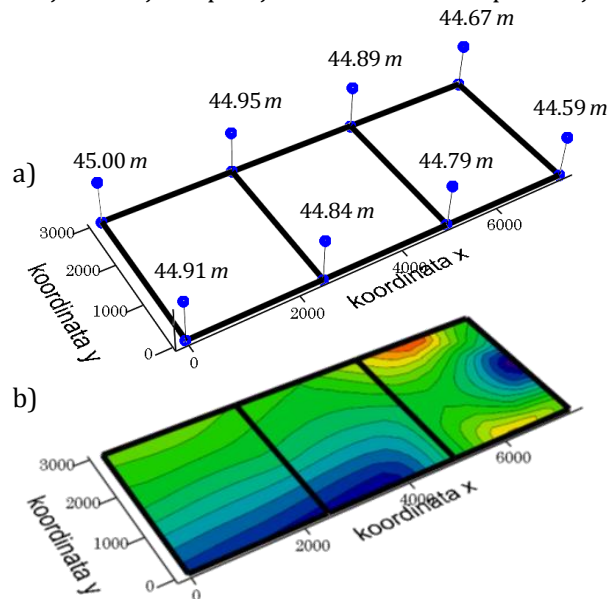 44.67 m
44.89 m
44.95 m
44.59 m
45.00 m
44.79 m
a)
44.84 m
44.91 m
3000
2000
1000
0
koordinata y
0
2000
4000
6000
koordinata x
b)
3000
2000
1000
0
koordinata y
0
2000
4000
6000
koordinata x